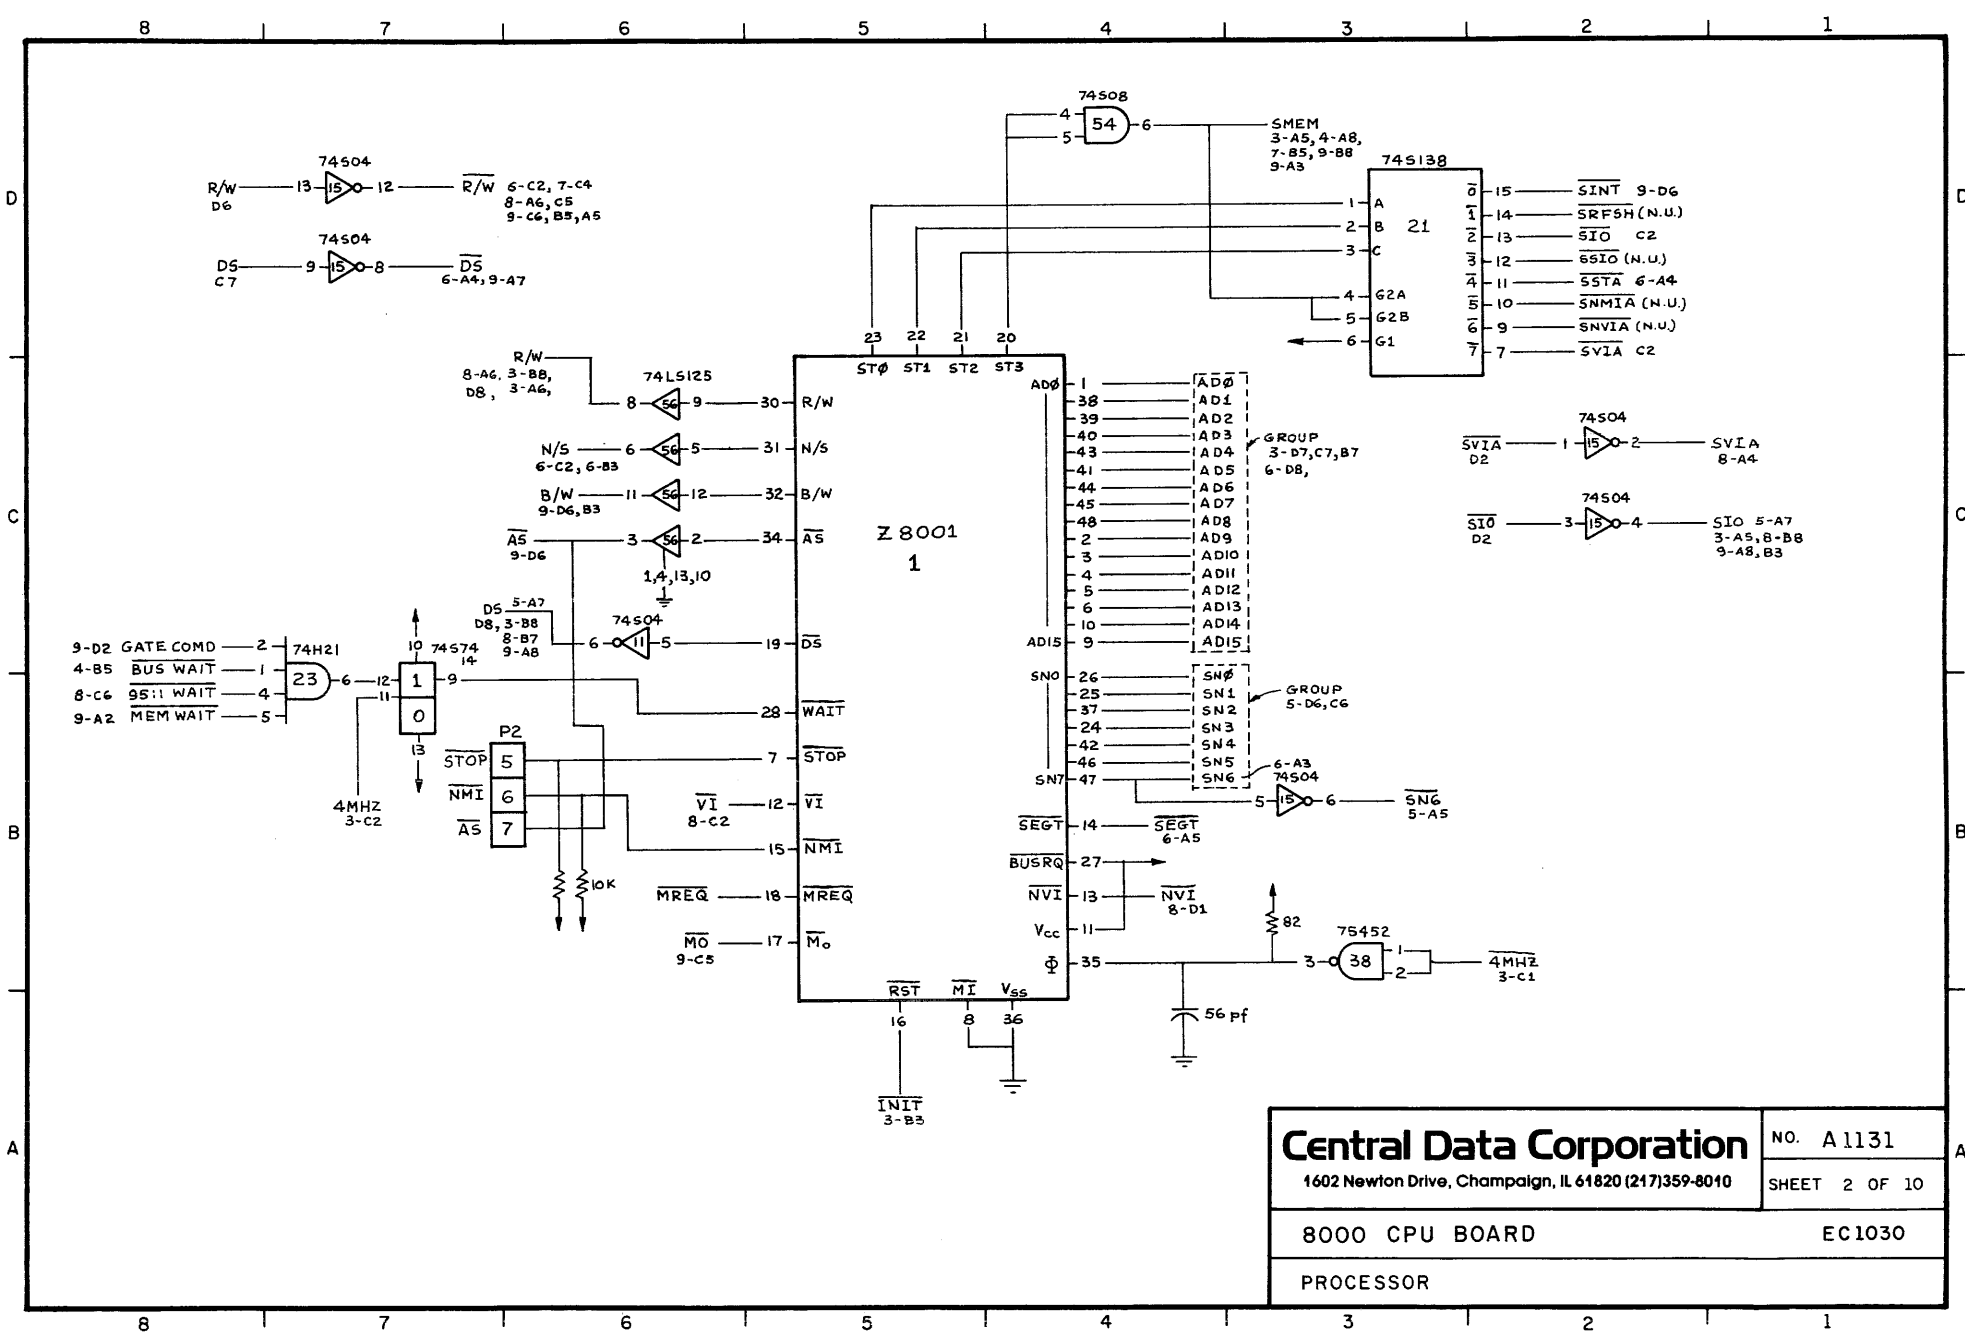 8 7 6 5 4 3 2 1
D
C
B
A
D
C
B
A
74S04
R/W 13 15 12 R/W 6-C2, 7-C4
D6 8-A6, C5
9-C6, B5, A5
74S04
DS 9 15 8 DS
C7 6-A4, 9-A7
74S08
4
5
54 6 SMEM
3-A5, 4-A8,
7-B5, 9-B8
9-A3
74S138
21
1 A
2 B
3 C
4 G2A
5 G2B
6 G1
0 15 SINT 9-D6
1 14 SRFSH (N.U.)
2 13 SIO C2
3 12 SSIO (N.U.)
4 11 SSTA 6-A4
5 10 SNMIA (N.U.)
6 9 SNVIA (N.U.)
7 7 SVIA C2
23 22 21 20
STØ ST1 ST2 ST3
R/W
8-A6, 3-B8,
D8, 3-A6,
74LS125
8 56 9 30 R/W
N/S 6 56 5 31 N/S
6-C2, 6-B3
B/W 11 56 12 32 B/W
9-D6, B3
AS 3 56 2 34 AS
9-D6
1,4,13,10
DS 5-A7
D8, 3-B8
8-B7
9-A8
74S04
6 11 5 19 DS
Z8001
1
ADØ 1 ADØ
38 AD1
39 AD2
40 AD3
43 AD4
41 AD5
44 AD6
45 AD7
48 AD8
2 AD9
3 AD10
4 AD11
5 AD12
6 AD13
10 AD14
AD15 9 AD15
GROUP
3-D7, C7, B7
6-D8,
SN0 26 SNØ
25 SN1
37 SN2
24 SN3
42 SN4
46 SN5
SN7 47 SN6
GROUP
5-D6, C6
6-A3
74S04
5 15 6 SN6
5-A5
74S04
SVIA 1 15 2 SVIA
D2 8-A4
74S04
SIO 3 15 4 SIO 5-A7
D2 3-A5, 8-B8
9-A8, B3
9-D2 GATE COMD 2
4-B5 BUS WAIT 1
8-C6 9511 WAIT 4
9-A2 MEM WAIT 5
74H21
23 6
10
74S74
14
12 1 9
11 0
13
28 WAIT
4MHZ
3-C2
P2
STOP 5 7 STOP
NMI 6
AS 7
VI 12 VI
8-C2
15 NMI
10K
MREQ 18 MREQ
MO 17 Mo
9-C5
SEGT 14 SEGT
6-A5
BUSRQ 27
NVI 13 NVI
8-D1
Vcc 11
Φ 35
82
75452
3 38 1
2
4MHZ
3-C1
56 pf
RST MI Vss
16 8 36
INIT
3-B3
Central Data Corporation
1602 Newton Drive, Champaign, IL 61820 (217)359-8010
NO. A1131
SHEET 2 OF 10
8000 CPU BOARD EC1030
PROCESSOR
8 7 6 5 4 3 2 1